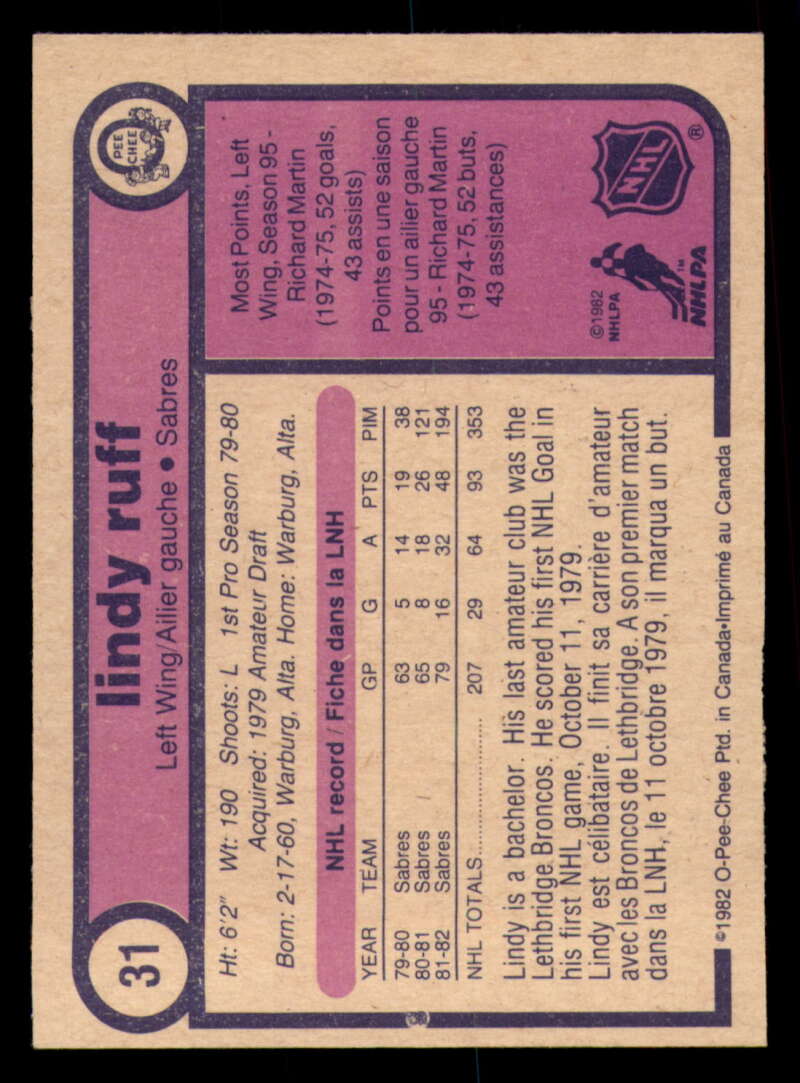 31
lindy ruff
Left Wing/Ailier gauche • Sabres
O
PEE
CHEE
Ht: 6'2" Wt: 190 Shoots: L 1st Pro Season 79-80
Acquired: 1979 Amateur Draft
Born: 2-17-60, Warburg, Alta. Home: Warburg, Alta.
NHL record / Fiche dans la LNH
YEAR TEAM GP G A PTS PIM
79-80 Sabres 63 5 14 19 38
80-81 Sabres 65 8 18 26 121
81-82 Sabres 79 16 32 48 194
NHL TOTALS.................... 207 29 64 93 353
Lindy is a bachelor. His last amateur club was the
Lethbridge Broncos. He scored his first NHL Goal in
his first NHL game, October 11, 1979.
Lindy est célibataire. Il finit sa carrière d'amateur
avec les Broncos de Lethbridge. A son premier match
dans la LNH, le 11 octobre 1979, il marqua un but.
Most Points, Left
Wing, Season 95 -
Richard Martin
(1974-75, 52 goals,
43 assists)
Points en une saison
pour un ailier gauche
95 - Richard Martin
(1974-75, 52 buts,
43 assistances)
©1982
NHLPA
NHLPA™
NHL
®
©1982 O-Pee-Chee Ptd. in Canada•Imprimé au Canada